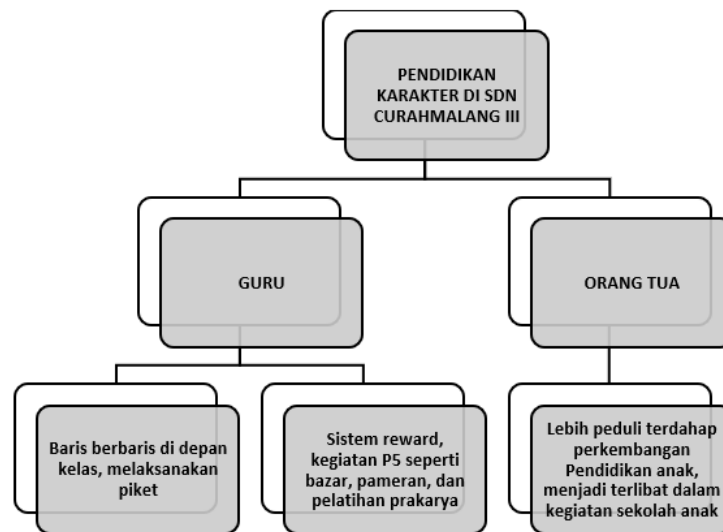 PENDIDIKAN
KARAKTER DI SDN
CURAHMALANG III
GURU
ORANG TUA
Baris berbaris di depan
kelas, melaksanakan
piket
Sistem reward,
kegiatan P5 seperti
bazar, pameran, dan
pelatihan prakarya
Lebih peduli terdahap
perkembangan
Pendidikan anak,
menjadi terlibat dalam
kegiatan sekolah anak